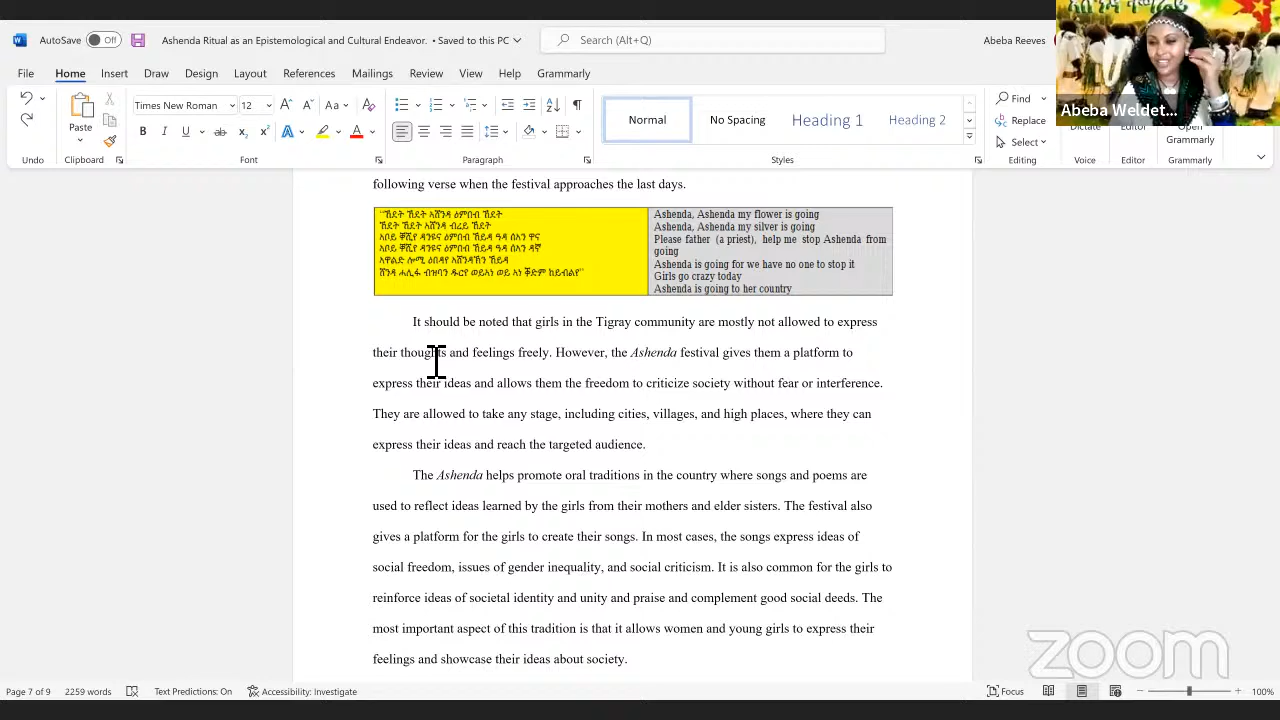 AutoSave Off Ashenda Ritual as an Epistemological and Cultural Endeavor. • Saved to this PC Search (Alt+Q) Abeba Reeves
File Home Insert Draw Design Layout References Mailings Review View Help Grammarly
Abeba Weldet...
Times New Roman 12 Aa
Paste
Normal No Spacing Heading 1 Heading 2
Find
Replace
Select
Dictate Editor Open Grammarly
Undo Clipboard Font Paragraph Styles Editing Voice Editor Grammarly
following verse when the festival approaches the last days.
"ኸደት ኸደት ኣሸንዳ ዕምበብ ኸደት
ኸደት ኸደት ኣሸንዳ ብረይ ኸደት
Ashenda, Ashenda my flower is going
Ashenda, Ashenda my silver is going
Please father (a priest), help me stop Ashenda from
going
Ashenda is going for we have no one to stop it
Girls go crazy today
Ashenda is going to her country
It should be noted that girls in the Tigray community are mostly not allowed to express
their thoughts and feelings freely. However, the Ashenda festival gives them a platform to
express their ideas and allows them the freedom to criticize society without fear or interference.
They are allowed to take any stage, including cities, villages, and high places, where they can
express their ideas and reach the targeted audience.
The Ashenda helps promote oral traditions in the country where songs and poems are
used to reflect ideas learned by the girls from their mothers and elder sisters. The festival also
gives a platform for the girls to create their songs. In most cases, the songs express ideas of
social freedom, issues of gender inequality, and social criticism. It is also common for the girls to
reinforce ideas of societal identity and unity and praise and complement good social deeds. The
most important aspect of this tradition is that it allows women and young girls to express their
feelings and showcase their ideas about society.
zoom
Page 7 of 9 2259 words Text Predictions: On Accessibility: Investigate Focus 100%